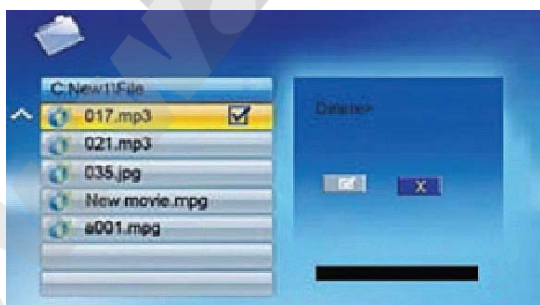 C:\New1\File
017.mp3
021.mp3
035.jpg
New movie.mpg
a001.mpg
Delete>
X